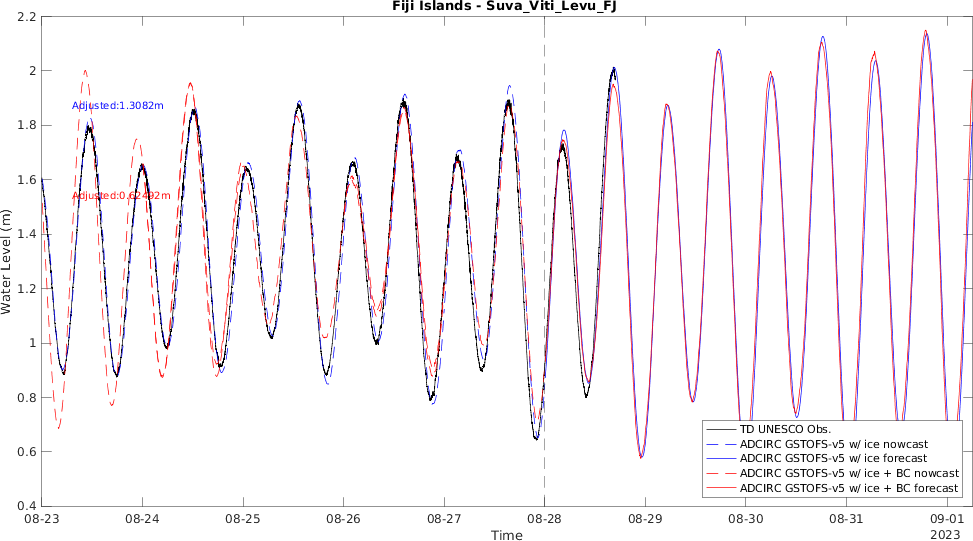 Fiji Islands - Suva_Viti_Levu_FJ
2.2
2
1.8
1.6
1.4
1.2
1
0.8
0.6
0.4
Water Level (m)
Adjusted:1.3082m
Adjusted:0.62492m
TD UNESCO Obs.
ADCIRC GSTOFS-v5 w/ ice nowcast
ADCIRC GSTOFS-v5 w/ ice forecast
ADCIRC GSTOFS-v5 w/ ice + BC nowcast
ADCIRC GSTOFS-v5 w/ ice + BC forecast
08-23 08-24 08-25 08-26 08-27 08-28 08-29 08-30 08-31 09-01
Time
2023